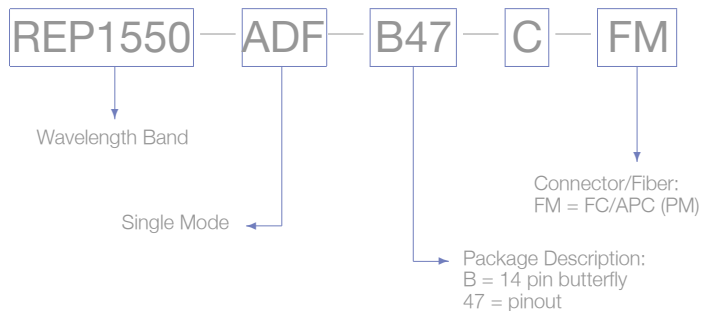 REP1550 — ADF — B47 — C — FM
Wavelength Band
Single Mode
Connector/Fiber:
FM = FC/APC (PM)
Package Description:
B = 14 pin butterfly
47 = pinout